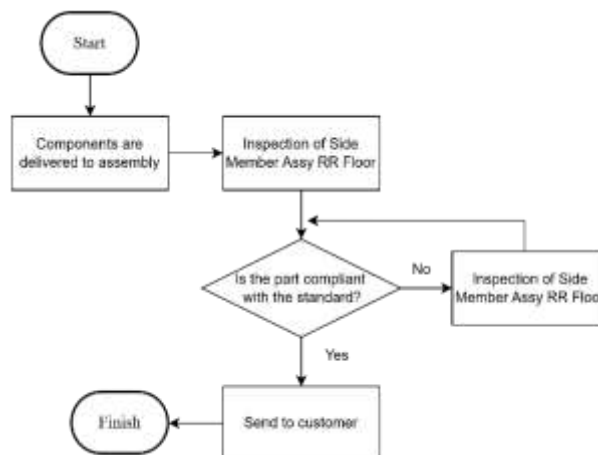 Start
Components are
delivered to assembly
Inspection of Side
Member Assy RR Floor
Is the part compliant
with the standard?
No
Inspection of Side
Member Assy RR Floo
Yes
Send to customer
Finish